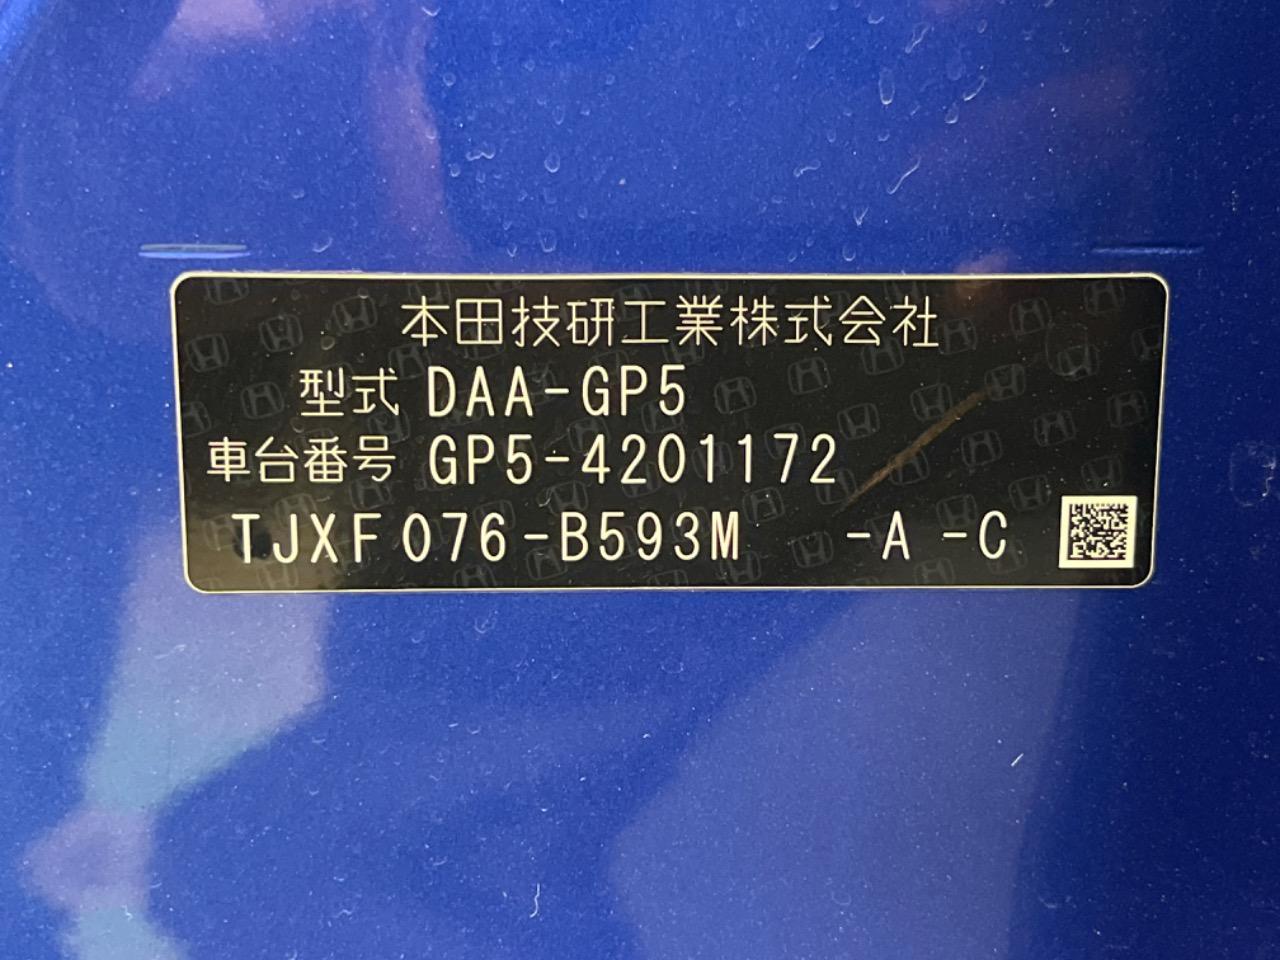 本田技研工業株式会社
型式 DAA-GP5
車台番号 GP5-4201172
TJXF076-B593M -A -C